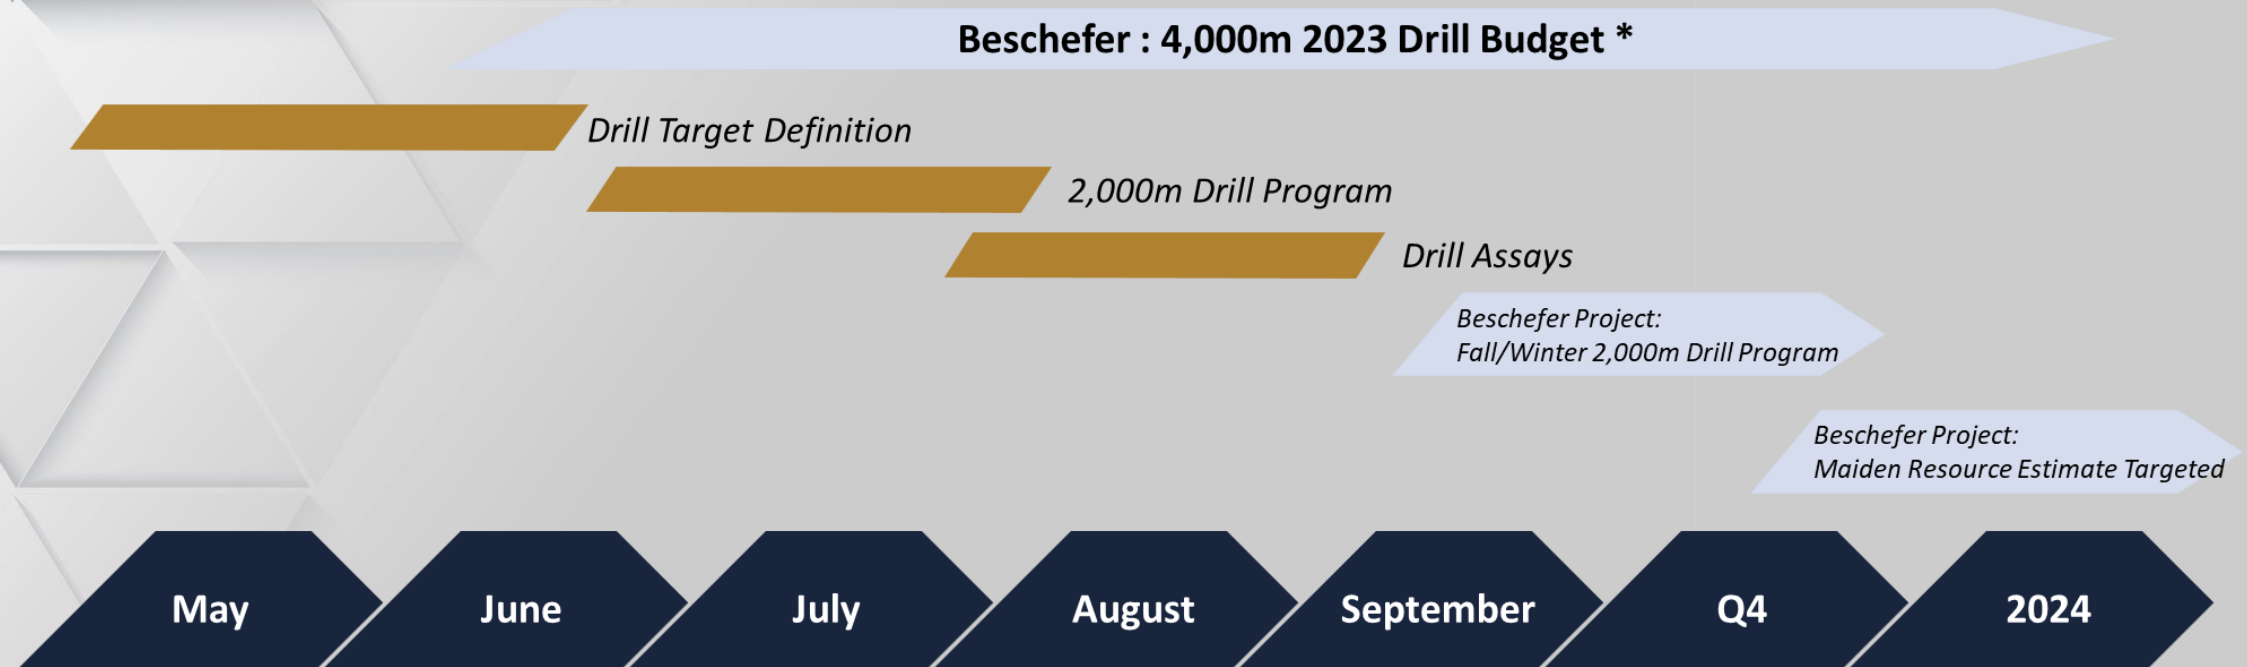 Beschefer : 4,000m 2023 Drill Budget *
Drill Target Definition
2,000m Drill Program
Drill Assays
Beschefer Project:
Fall/Winter 2,000m Drill Program
Beschefer Project:
Maiden Resource Estimate Targeted
May
June
July
August
September
Q4
2024